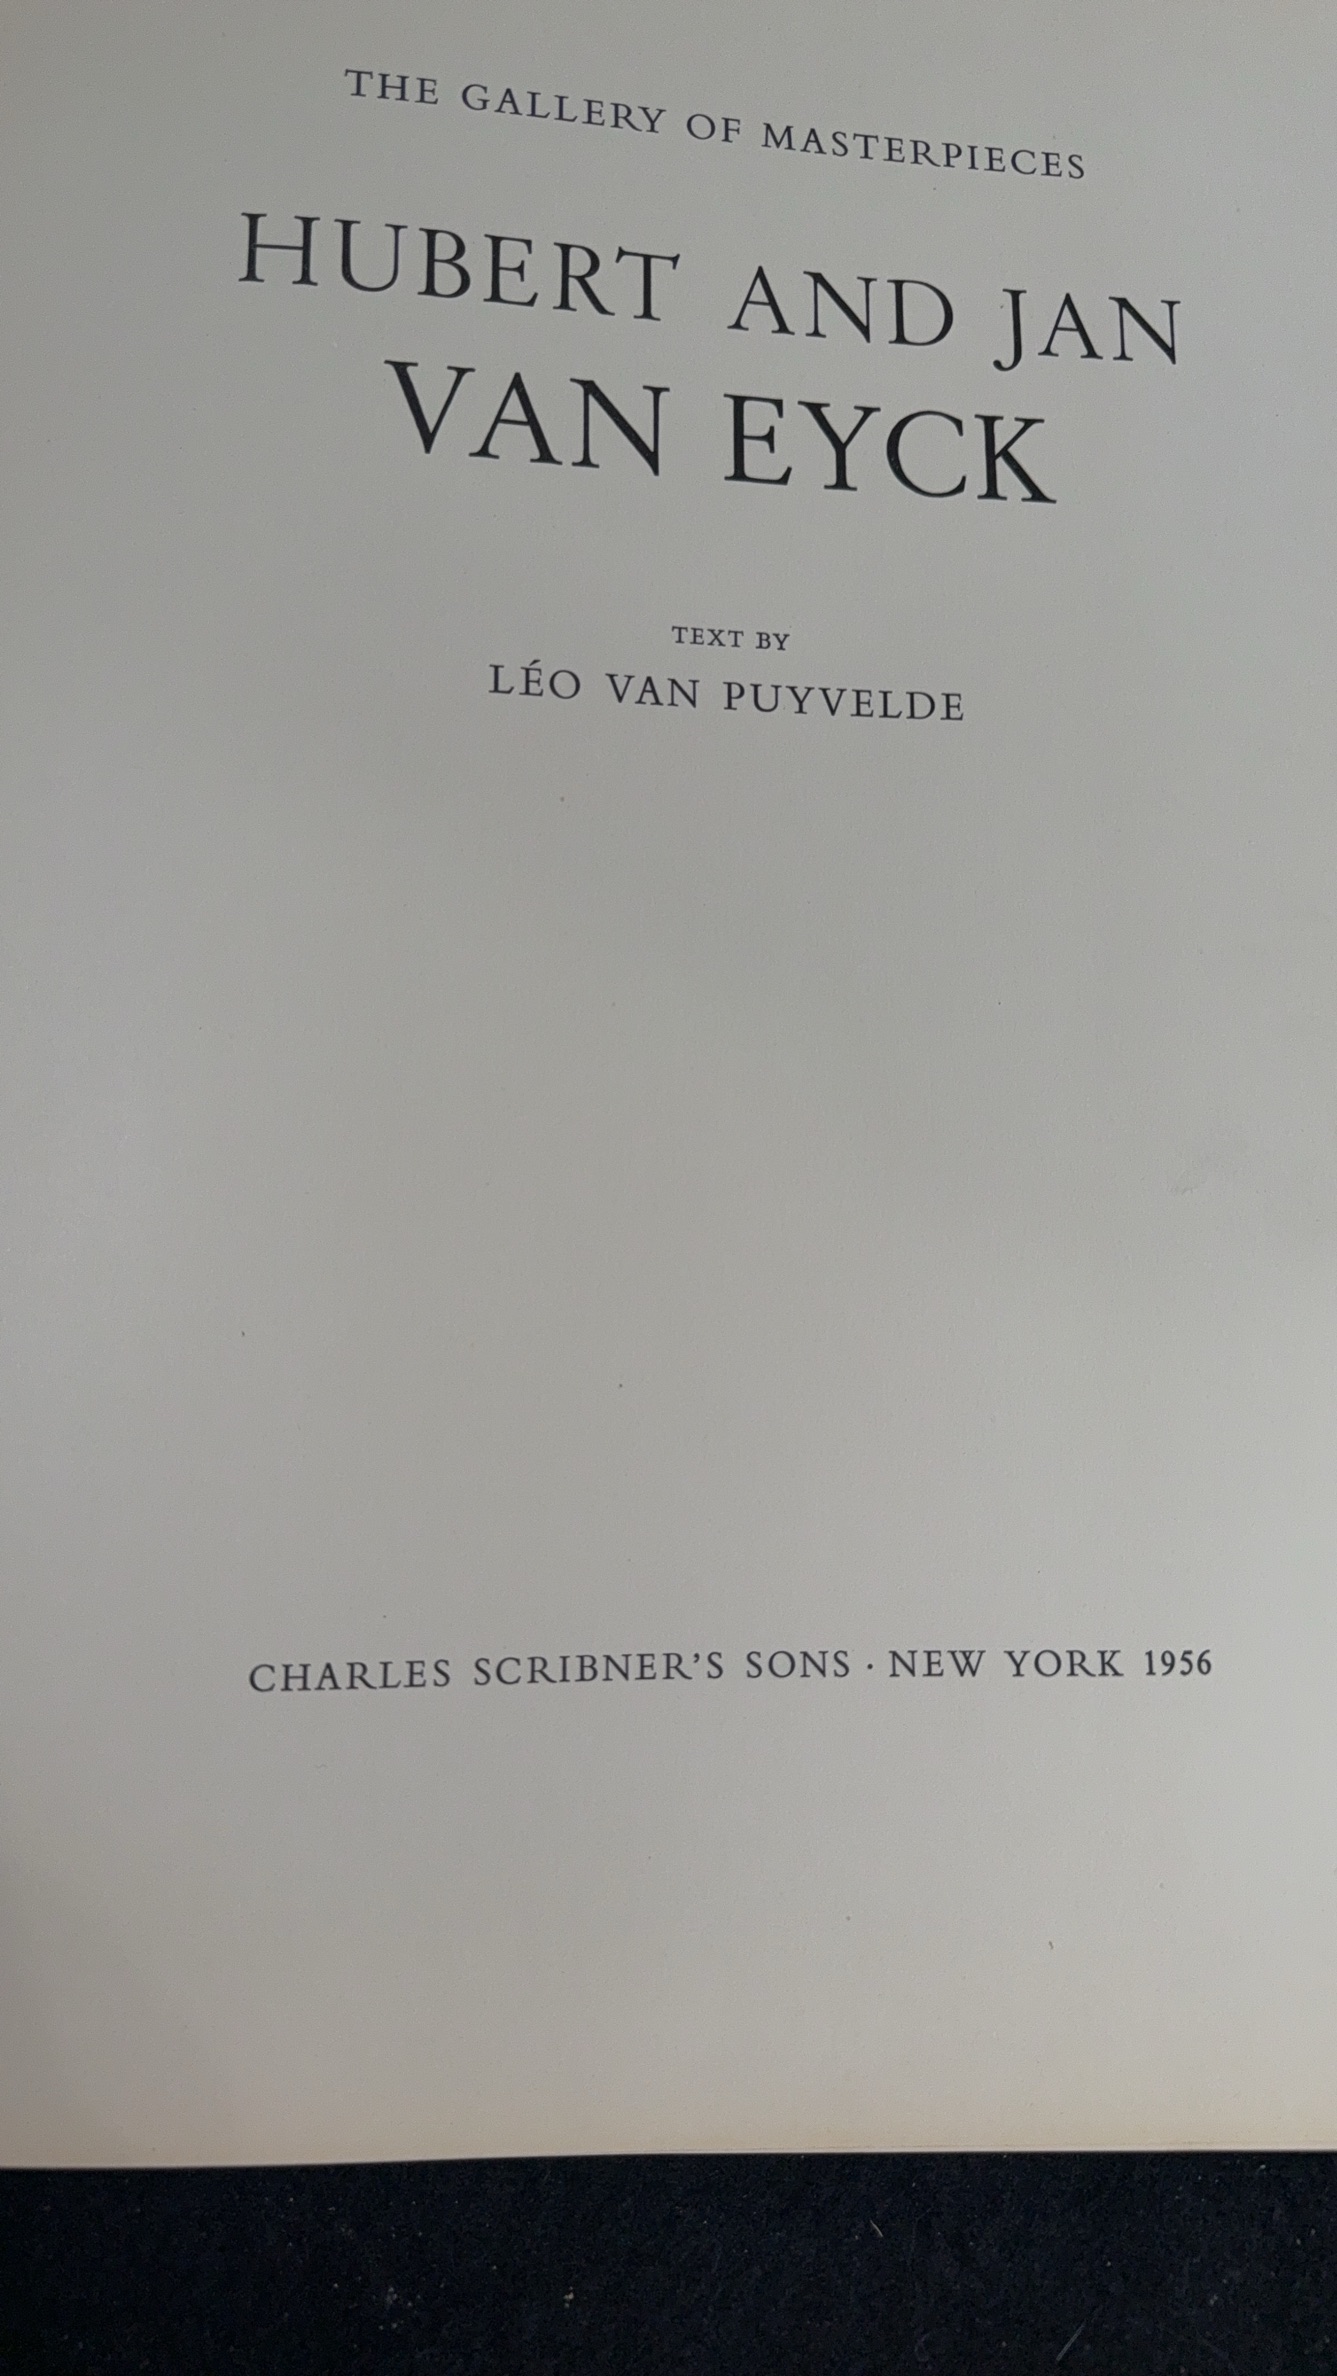 THE GALLERY OF MASTERPIECES
HUBERT AND JAN
VAN EYCK
TEXT BY
LÉO VAN PUYVELDE
CHARLES SCRIBNER'S SONS · NEW YORK 1956